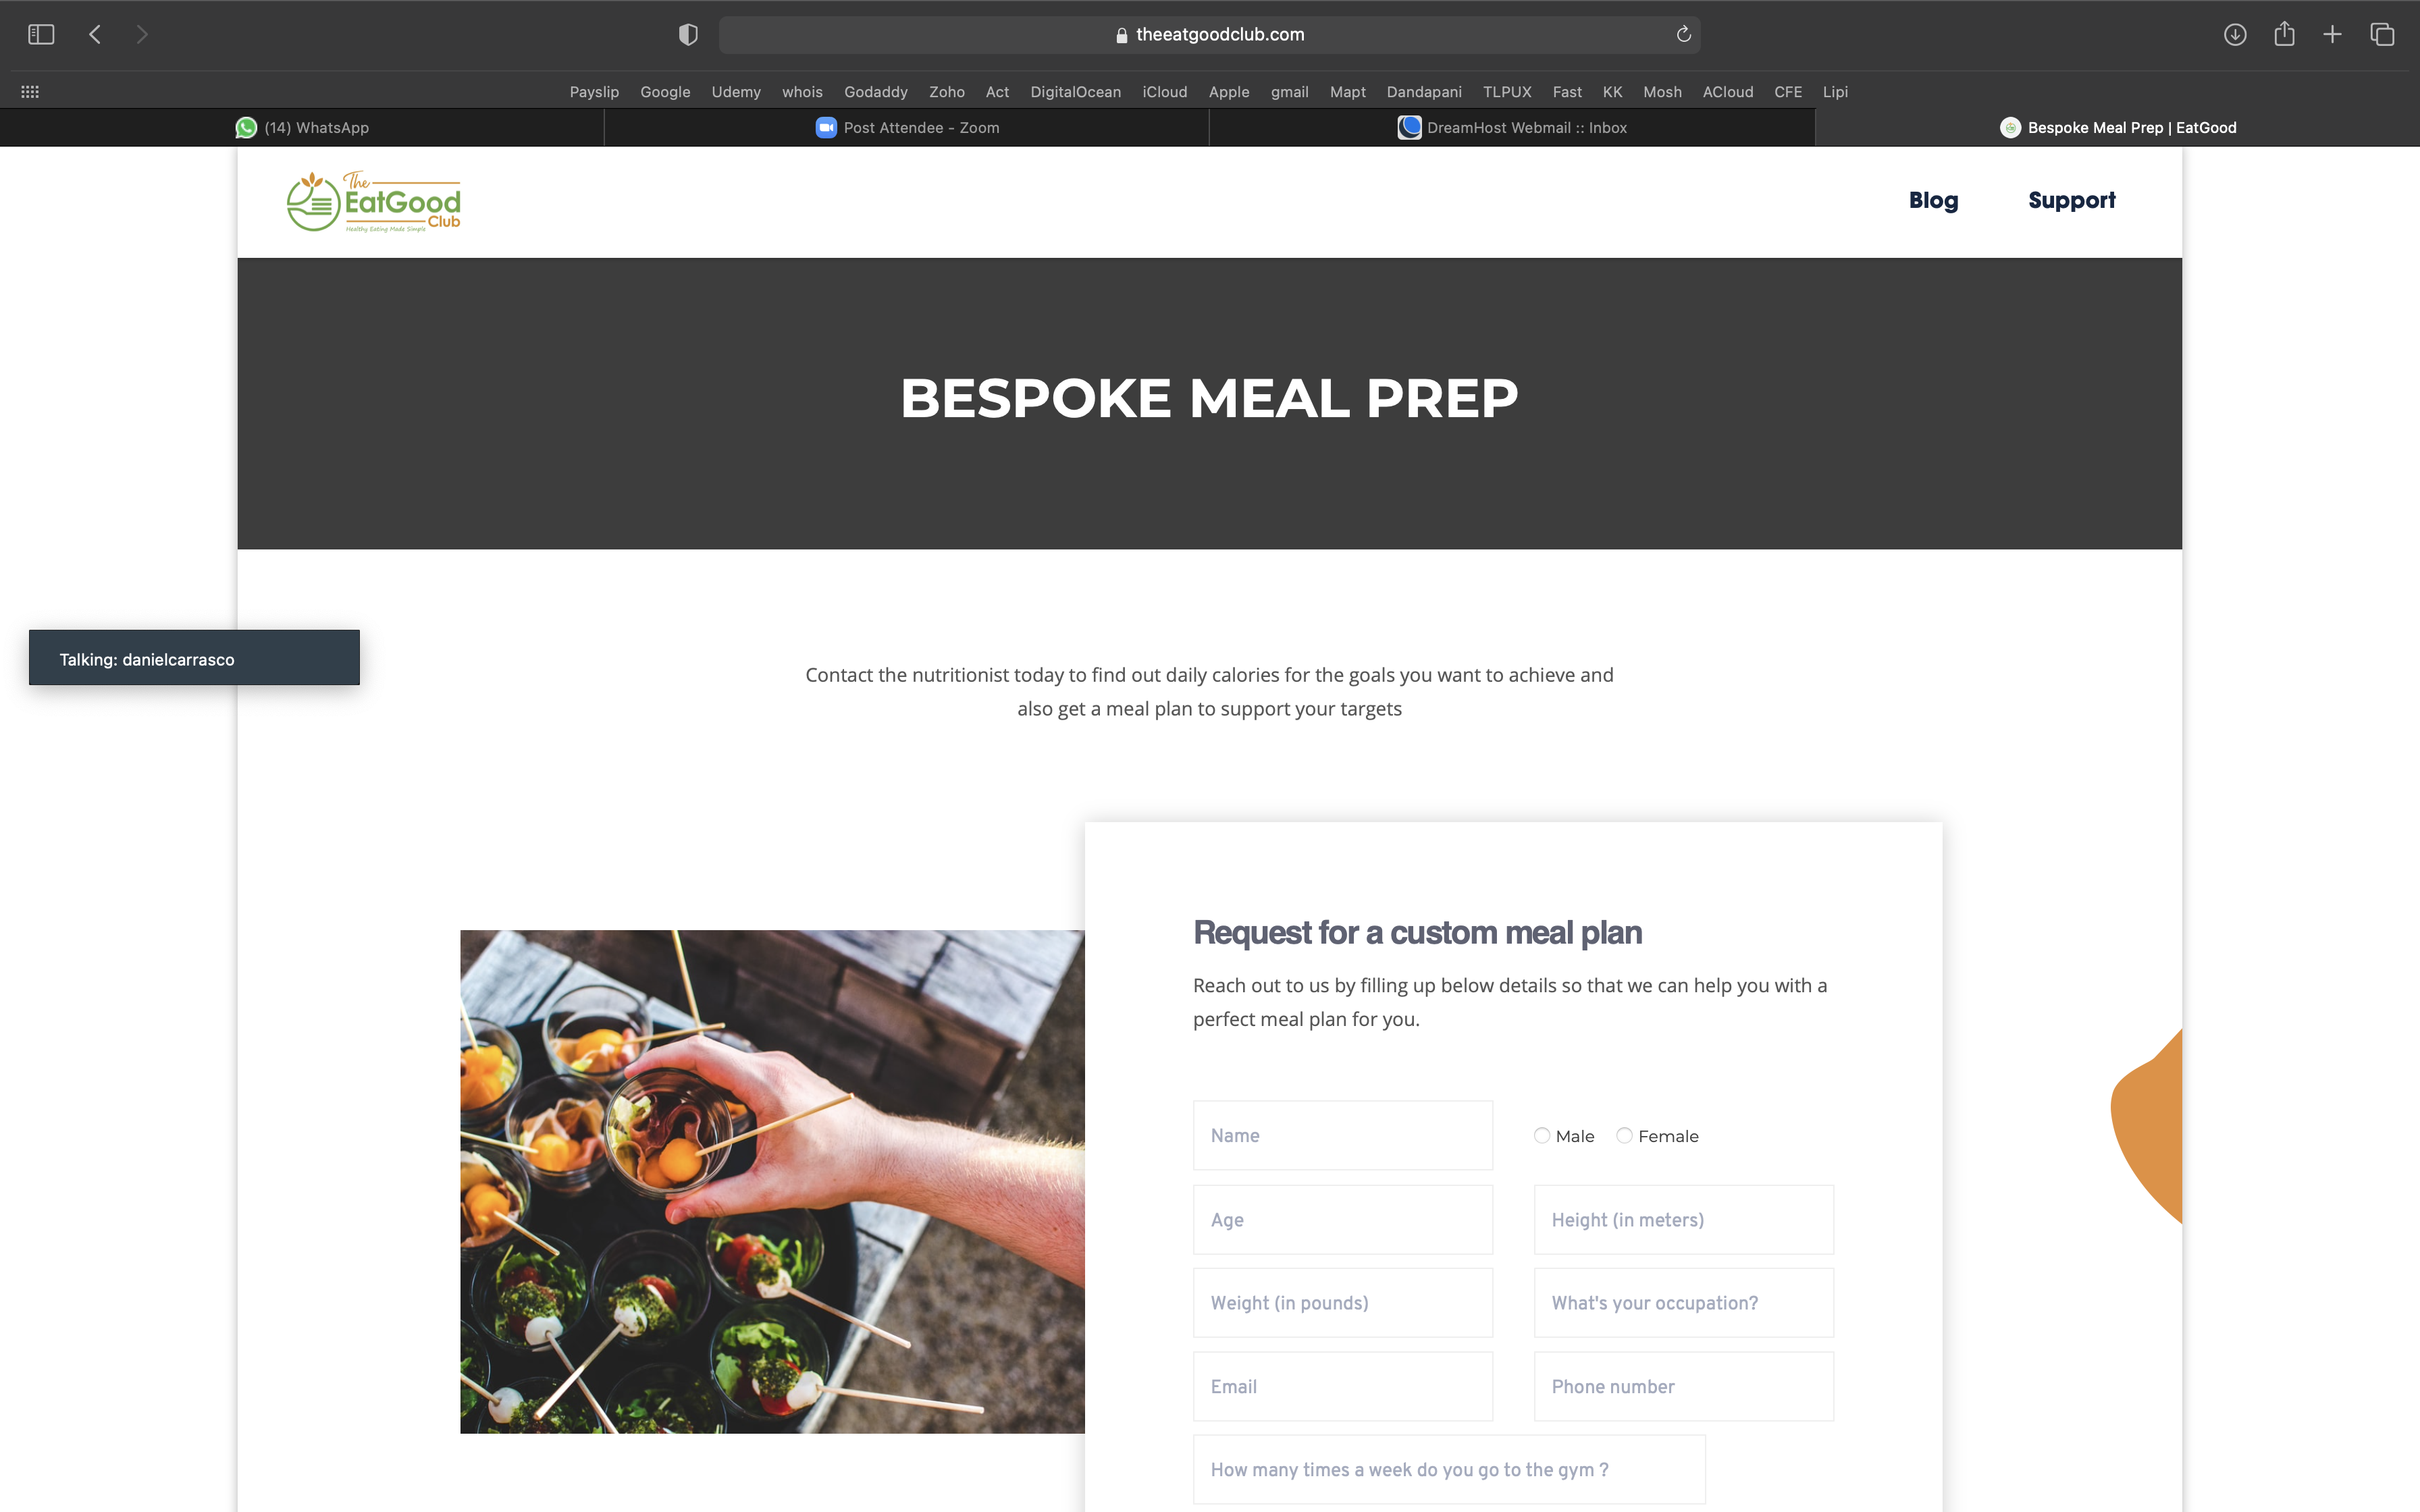 theeatgoodclub.com
Payslip Google Udemy whois Godaddy Zoho Act DigitalOcean iCloud Apple gmail Mapt Dandapani TLPUX Fast KK Mosh ACloud CFE Lipi
(14) WhatsApp
Post Attendee - Zoom
DreamHost Webmail :: Inbox
Bespoke Meal Prep | EatGood
The
EatGood
Club
Healthy Eating Made Simple
Blog
Support
BESPOKE MEAL PREP
Talking: danielcarrasco
Contact the nutritionist today to find out daily calories for the goals you want to achieve and
also get a meal plan to support your targets
Request for a custom meal plan
Reach out to us by filling up below details so that we can help you with a
perfect meal plan for you.
Name
Male
Female
Age
Height (in meters)
Weight (in pounds)
What's your occupation?
Email
Phone number
How many times a week do you go to the gym ?